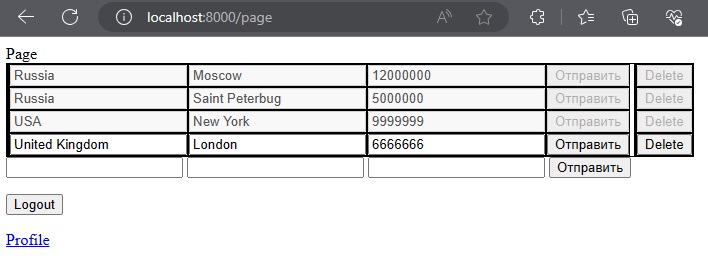 localhost:8000/page
Page
Russia Moscow 12000000 Отправить Delete
Russia Saint Peterbug 5000000 Отправить Delete
USA New York 9999999 Отправить Delete
United Kingdom London 6666666 Отправить Delete
Отправить
Logout
Profile